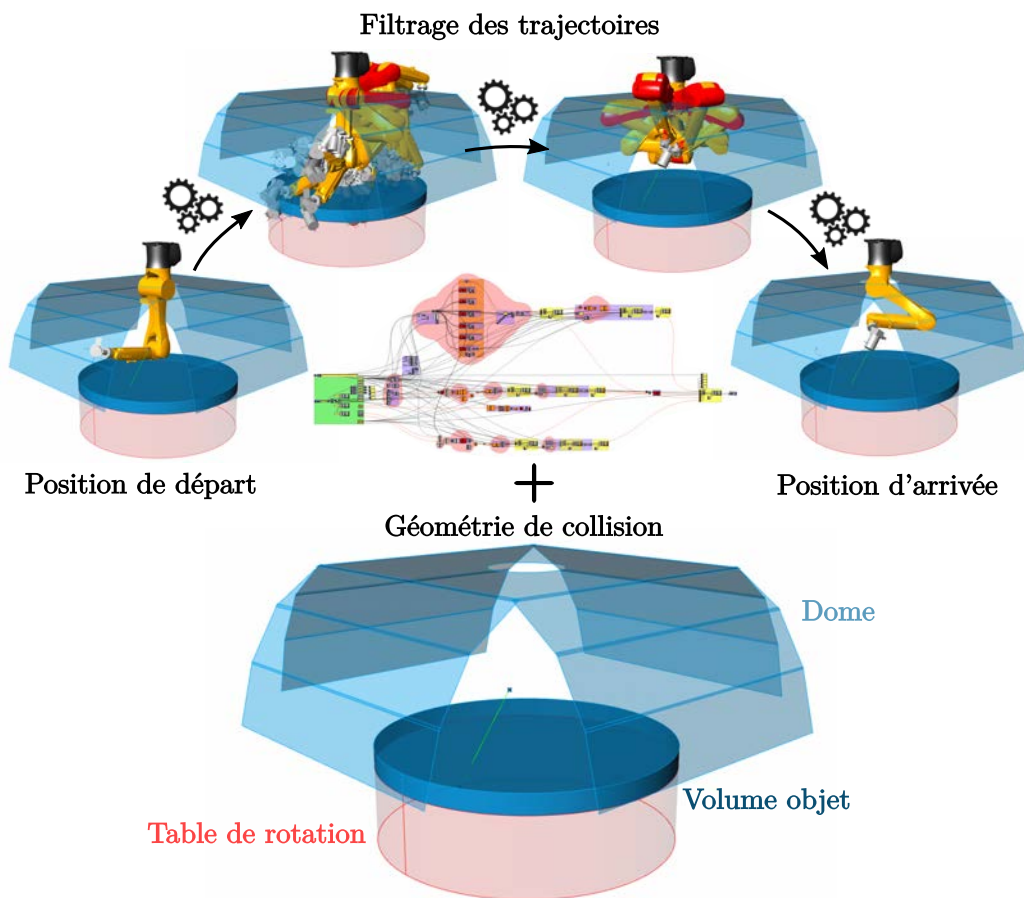 Filtrage des trajectoires
Position de départ
Position d'arrivée
Géométrie de collision
Dome
Volume objet
Table de rotation